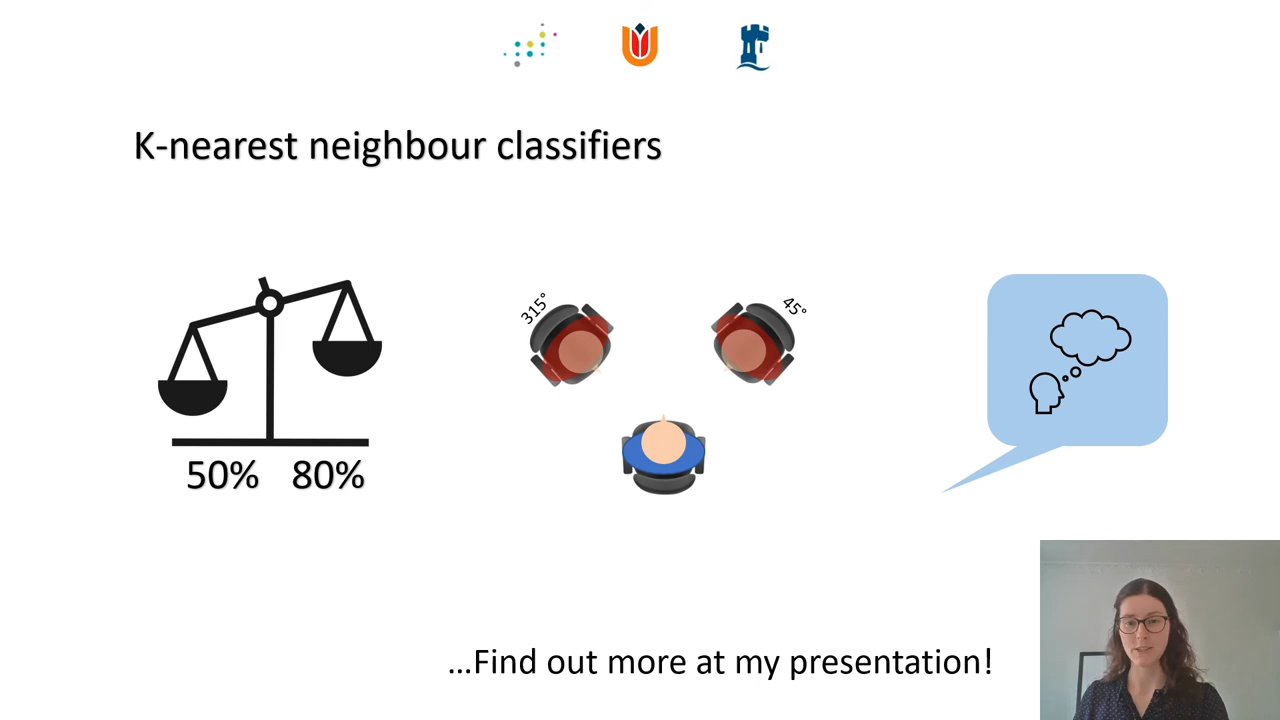 K-nearest neighbour classifiers
315°
45°
50% 80%
...Find out more at my presentation!